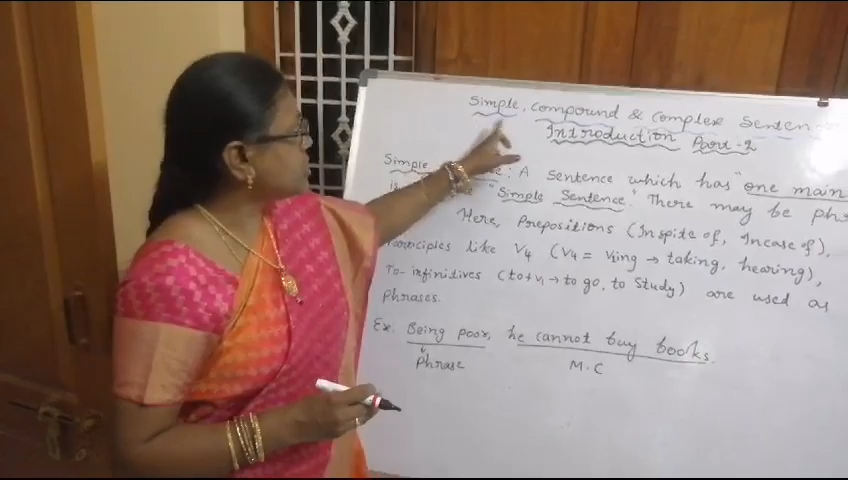 Simple, Compound & Complex Senten
Introduction Part-2
Simple : A sentence which has "one main
is "Simple Sentence." There may be phr
Here, Prepositions (Inspite of, Incase of),
Participles like V4 (V4 = Ving → taking, hearing),
To-infinitives (to+v1 → to go, to study) are used as
phrases.
Ex: Being poor, he cannot buy books.
phrase M.C